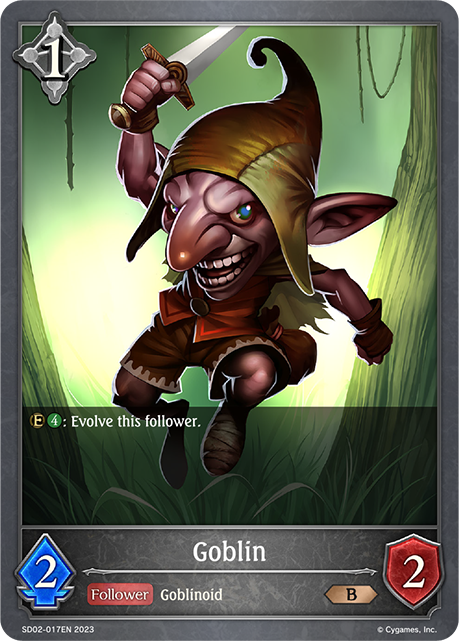 1
E 4: Evolve this follower.
Goblin
2 Follower Goblinoid B 2
SD02-017EN 2023 © Cygames, Inc.